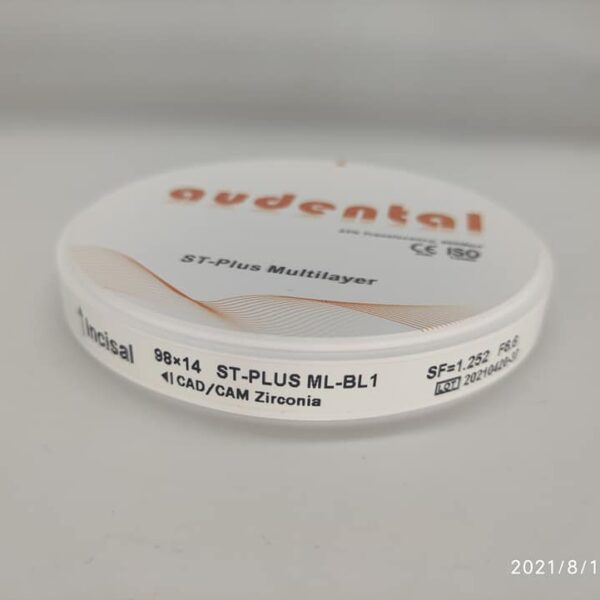 audental
CE ISO
ST-Plus Multilayer
incisal
98×14 ST-PLUS ML-BL1
CAD/CAM Zirconia
SF=1.252
LOT
2021/8/1